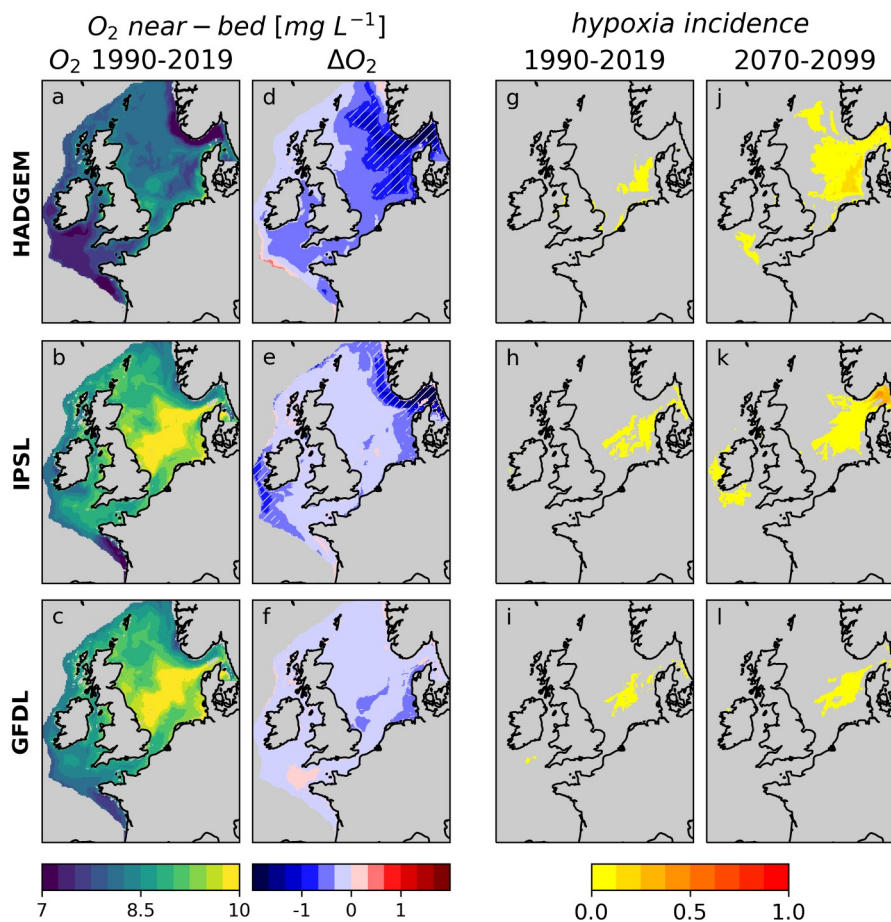 O₂ near−bed [mg L⁻¹] hypoxia incidence
O₂ 1990-2019 ΔO₂ 1990-2019 2070-2099
HADGEM a d g j
IPSL b e h k
GFDL c f i l
7 8.5 10 -1 0 1 0.0 0.5 1.0